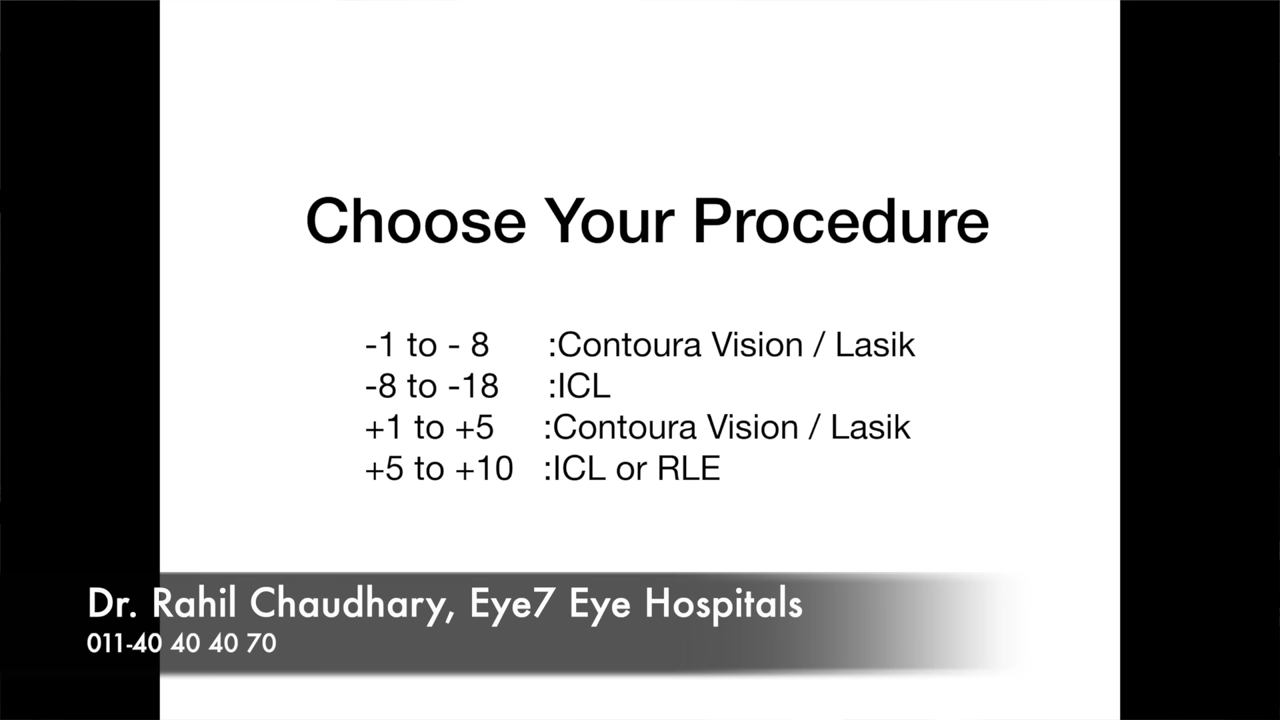 Choose Your Procedure
-1 to - 8 :Contoura Vision / Lasik
-8 to -18 :ICL
+1 to +5 :Contoura Vision / Lasik
+5 to +10 :ICL or RLE
Dr. Rahil Chaudhary, Eye7 Eye Hospitals
011-40 40 40 70